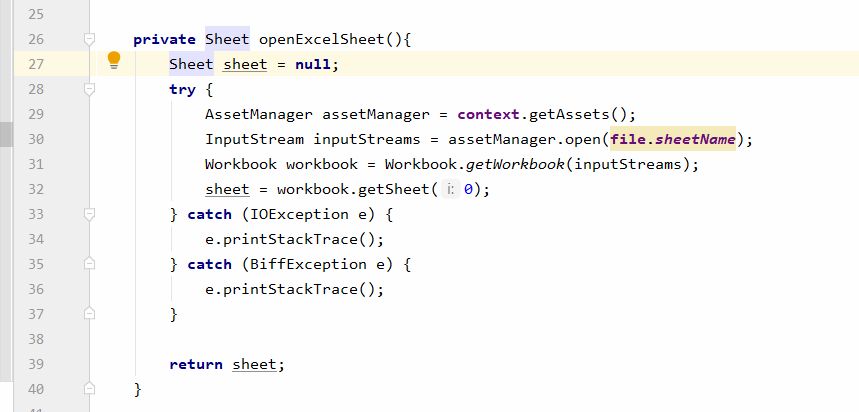 25
26 private Sheet openExcelSheet(){
27 Sheet sheet = null;
28 try {
29 AssetManager assetManager = context.getAssets();
30 InputStream inputStreams = assetManager.open(file.sheetName);
31 Workbook workbook = Workbook.getWorkbook(inputStreams);
32 sheet = workbook.getSheet( i: 0);
33 } catch (IOException e) {
34 e.printStackTrace();
35 } catch (BiffException e) {
36 e.printStackTrace();
37 }
38
39 return sheet;
40 }